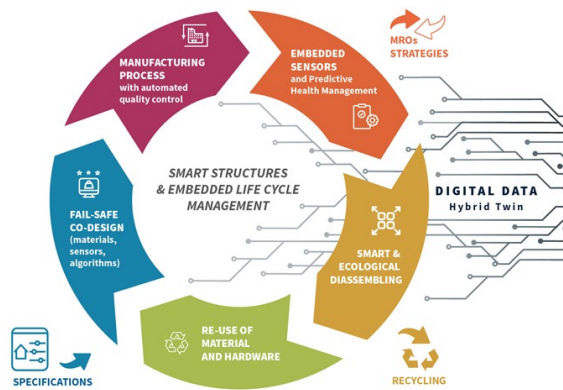 MANUFACTURING
PROCESS
with automated
quality control
EMBEDDED
SENSORS
and Predictive
Health Management
MROs
STRATEGIES
SMART STRUCTURES
& EMBEDDED LIFE CYCLE
MANAGEMENT
DIGITAL DATA
Hybrid Twin
FAIL-SAFE
CO-DESIGN
(materials,
sensors,
algorithms)
SMART &
ECOLOGICAL
DIASSEMBLING
RE-USE OF
MATERIAL
AND HARDWARE
SPECIFICATIONS
RECYCLING